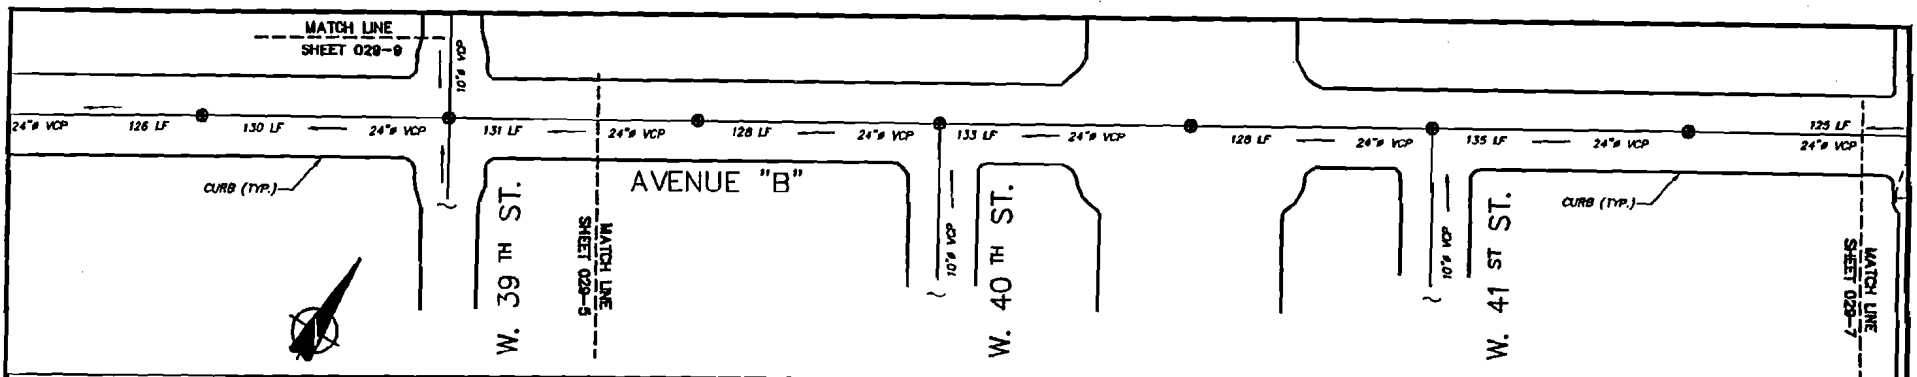 MATCH LINE
SHEET 029-9
10"ø VCP
24"ø VCP
126 LF
130 LF
24"ø VCP
131 LF
24"ø VCP
128 LF
24"ø VCP
133 LF
24"ø VCP
128 LF
24"ø VCP
135 LF
24"ø VCP
125 LF
24"ø VCP
CURB (TYP.)
AVENUE "B"
CURB (TYP.)
W. 39 TH ST.
MATCH LINE
SHEET 029-5
10"ø VCP
W. 40 TH ST.
10"ø VCP
W. 41 ST ST.
MATCH LINE
SHEET 029-7